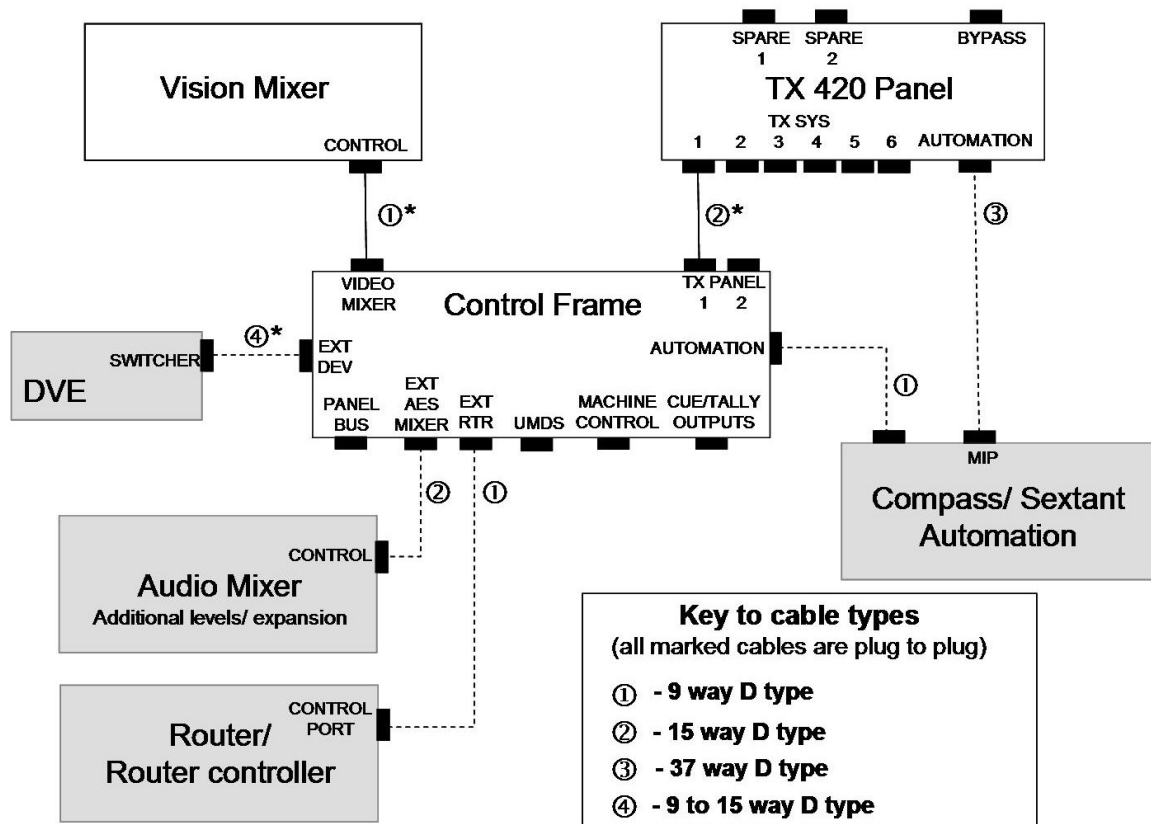 Vision Mixer
CONTROL
SPARE 1
SPARE 2
BYPASS
TX 420 Panel
TX SYS
1 2 3 4 5 6
AUTOMATION
①*
②*
③
VIDEO
MIXER
TX PANEL
1 2
Control Frame
AUTOMATION
EXT
DEV
PANEL
BUS
EXT
AES
MIXER
EXT
RTR
UMDS
MACHINE
CONTROL
CUE/TALLY
OUTPUTS
④*
SWITCHER
DVE
①
②
①
MIP
Compass/ Sextant
Automation
CONTROL
Audio Mixer
Additional levels/ expansion
CONTROL
PORT
Router/
Router controller
Key to cable types
(all marked cables are plug to plug)
① - 9 way D type
② - 15 way D type
③ - 37 way D type
④ - 9 to 15 way D type